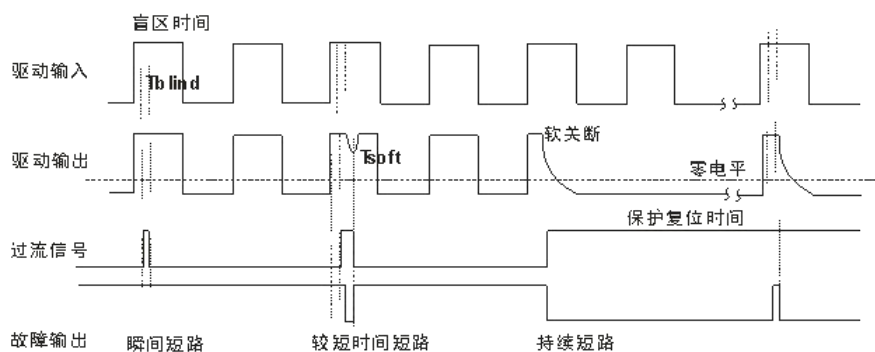 盲区时间
驱动输入
Tblind
驱动输出
软关断
Tsoft
零电平
保护复位时间
过流信号
故障输出
瞬间短路
较短时间短路
持续短路